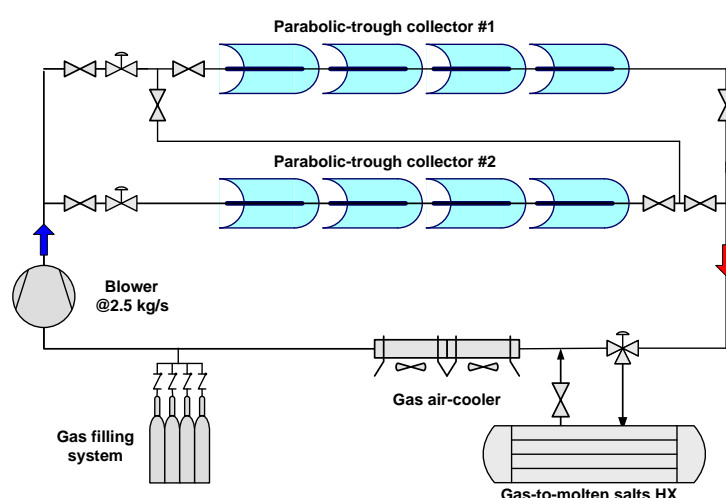 Parabolic-trough collector #1
Parabolic-trough collector #2
Blower
@2.5 kg/s
Gas air-cooler
Gas filling
system
Gas-to-molten salts HX